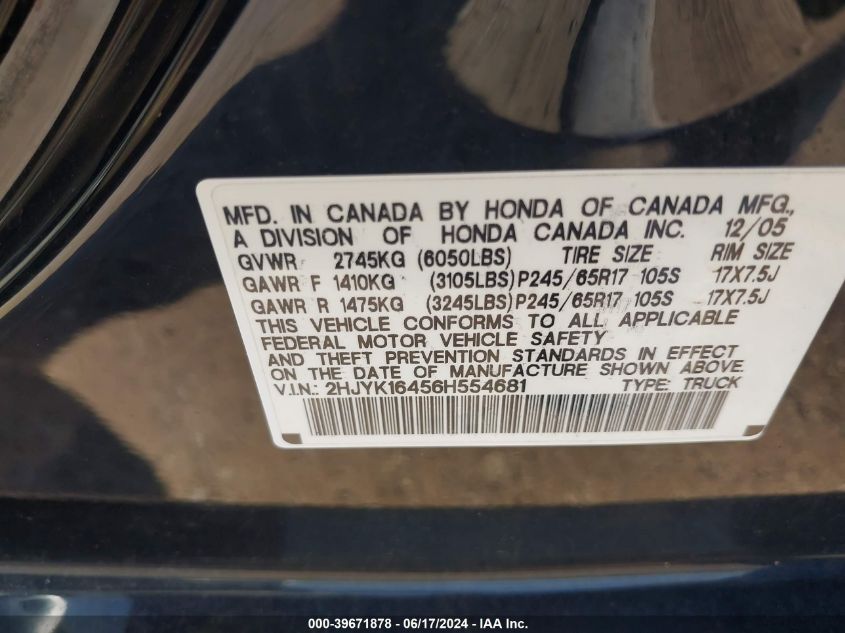 MFD. IN CANADA BY HONDA OF CANADA MFG.,
A DIVISION OF HONDA CANADA INC. 12/05
GVWR 2745KG (6050LBS) TIRE SIZE RIM SIZE
GAWR F 1410KG (3105LBS) P245/65R17 105S 17X7.5J
GAWR R 1475KG (3245LBS) P245/65R17 105S 17X7.5J
THIS VEHICLE CONFORMS TO ALL APPLICABLE
FEDERAL MOTOR VEHICLE SAFETY
AND THEFT PREVENTION STANDARDS IN EFFECT
ON THE DATE OF MANUFACTURE SHOWN ABOVE.
V.I.N.: 2HJYK16456H554681 TYPE: TRUCK
000-39671878 - 06/17/2024 - IAA Inc.